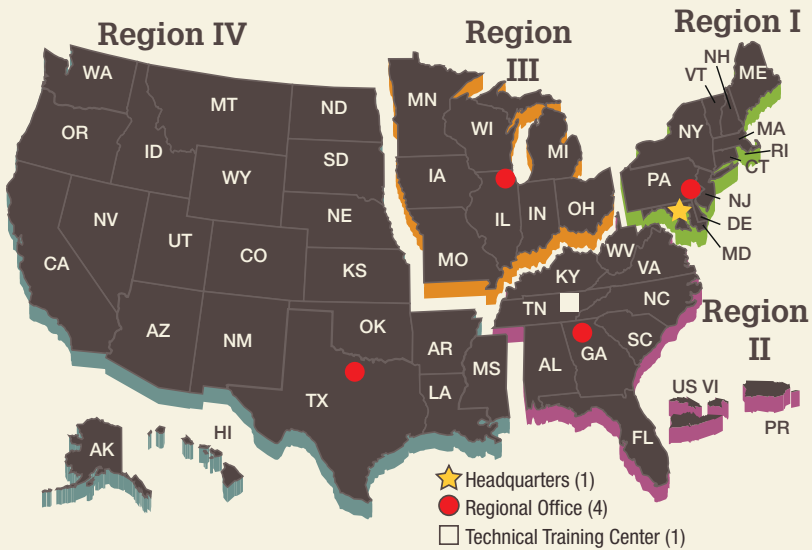 Region IV
Region
III
Region I
WA
MT
ND
OR
ID
SD
WY
NE
NV
UT
CO
CA
KS
AZ
NM
OK
TX
AR
LA
MS
AK
HI
MN
WI
MI
IA
IL
IN
OH
MO
NH
VT
ME
NY
MA
RI
CT
PA
NJ
DE
MD
WV
VA
KY
NC
TN
SC
AL
GA
FL
Region
II
US VI
PR
Headquarters (1)
Regional Office (4)
Technical Training Center (1)